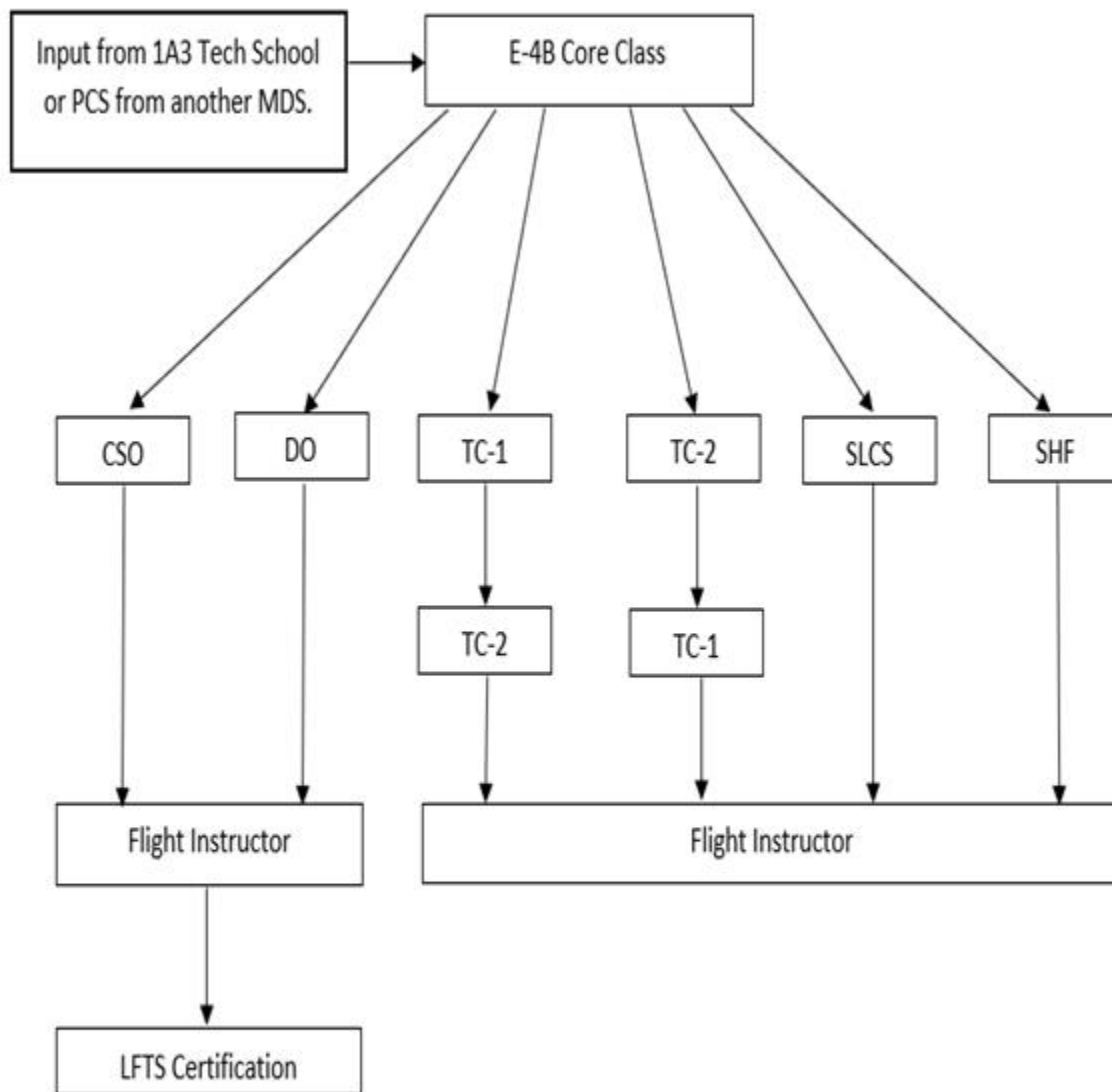 Input from 1A3 Tech School
or PCS from another MDS.
E-4B Core Class
CSO
DO
TC-1
TC-2
SLCS
SHF
TC-2
TC-1
Flight Instructor
Flight Instructor
LFTS Certification